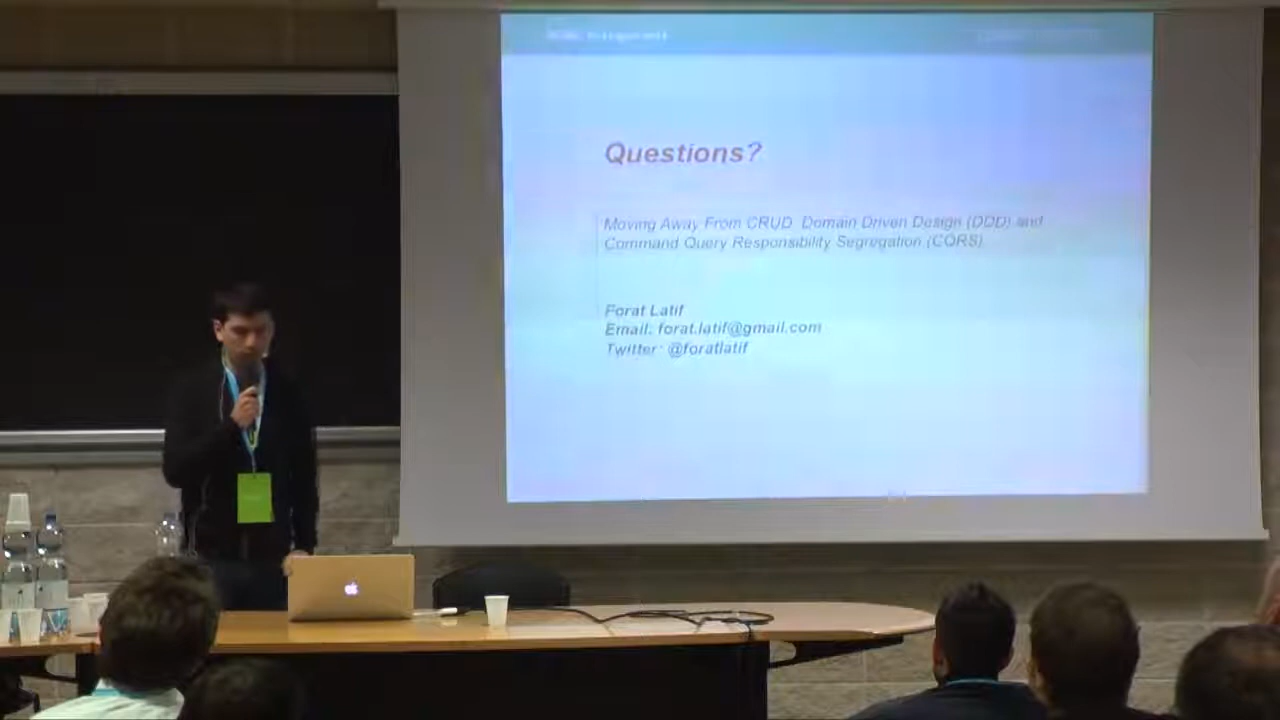 Questions?
Moving Away From CRUD Domain Driven Design (DDD) and
Command Query Responsibility Segregation (CQRS)
Forat Latif
Email: forat.latif@gmail.com
Twitter: @foratlatif